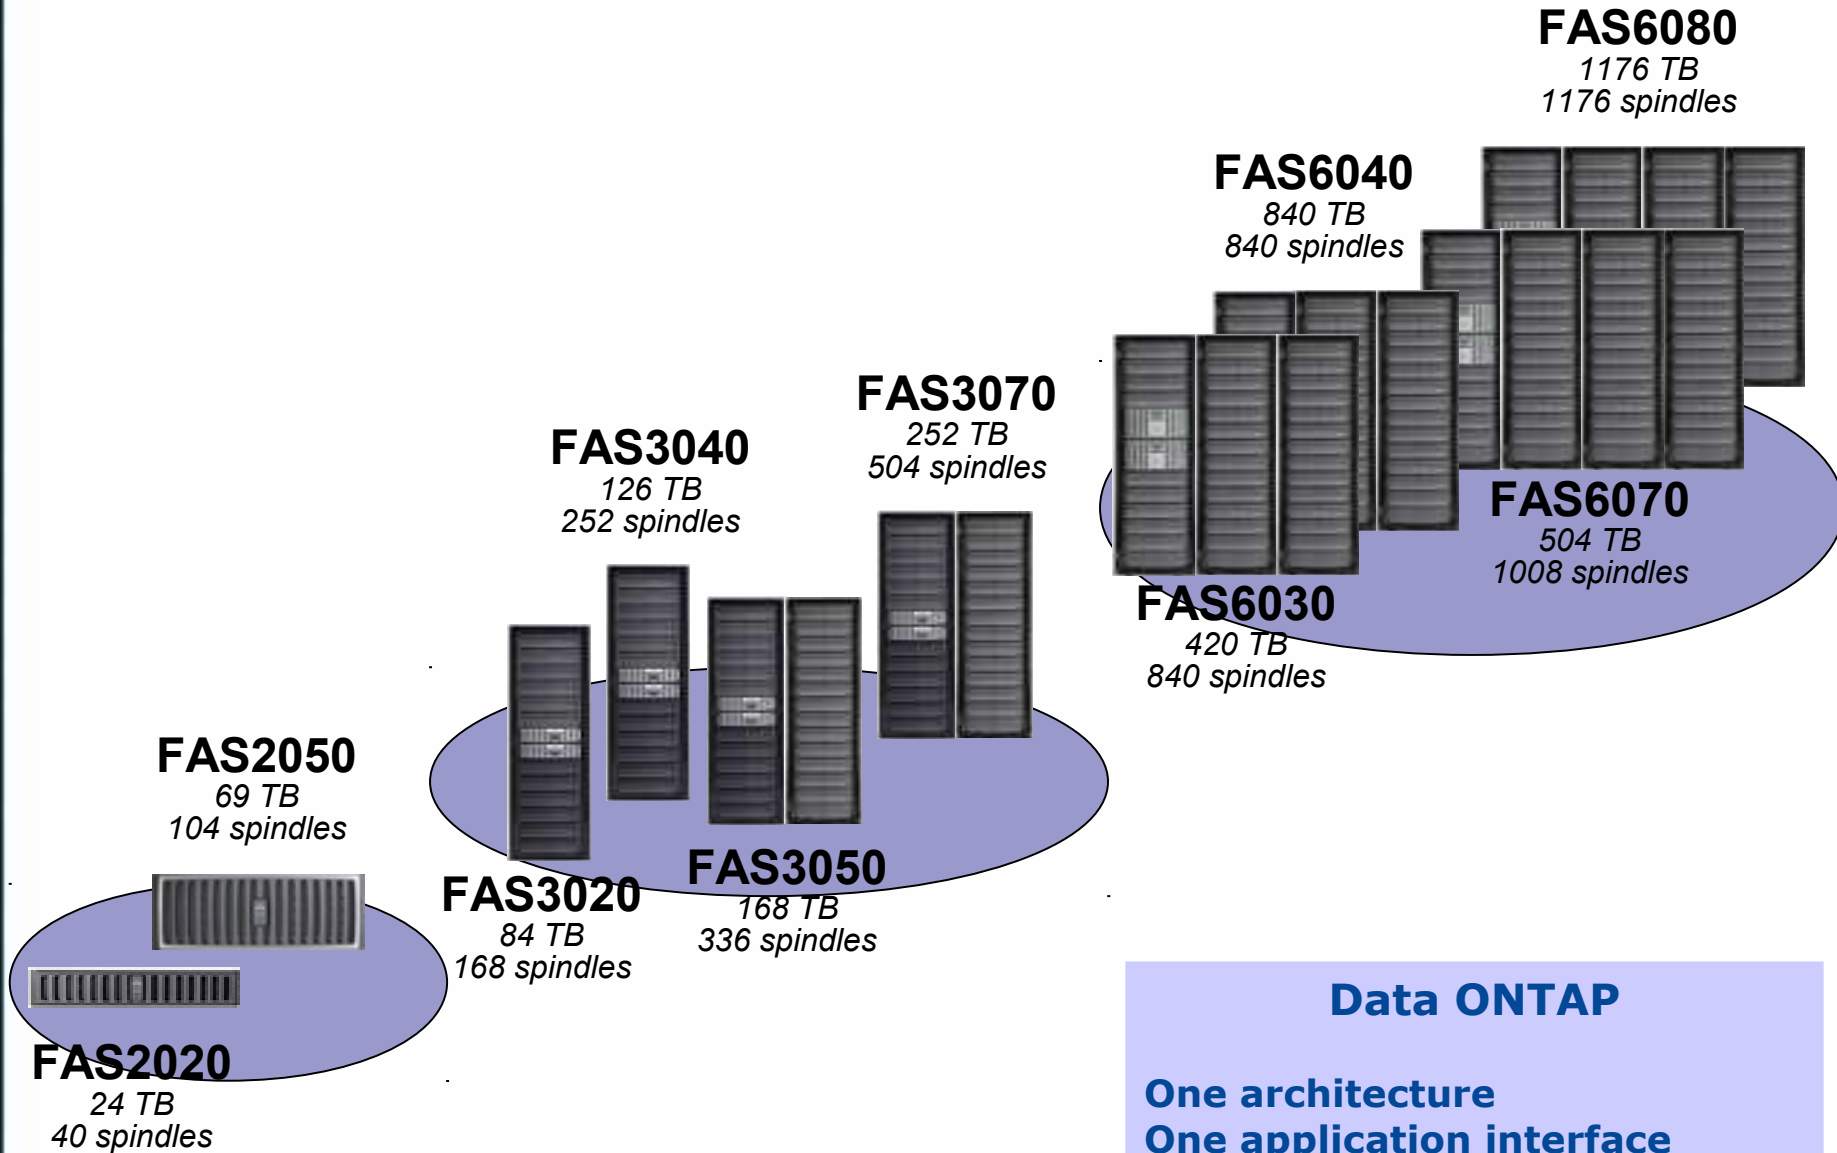 FAS6080
1176 TB
1176 spindles
FAS6040
840 TB
840 spindles
FAS3070
252 TB
504 spindles
FAS3040
126 TB
252 spindles
FAS6070
504 TB
1008 spindles
FAS6030
420 TB
840 spindles
FAS2050
69 TB
104 spindles
FAS3050
168 TB
336 spindles
FAS3020
84 TB
168 spindles
FAS2020
24 TB
40 spindles
Data ONTAP
One architecture
One application interface